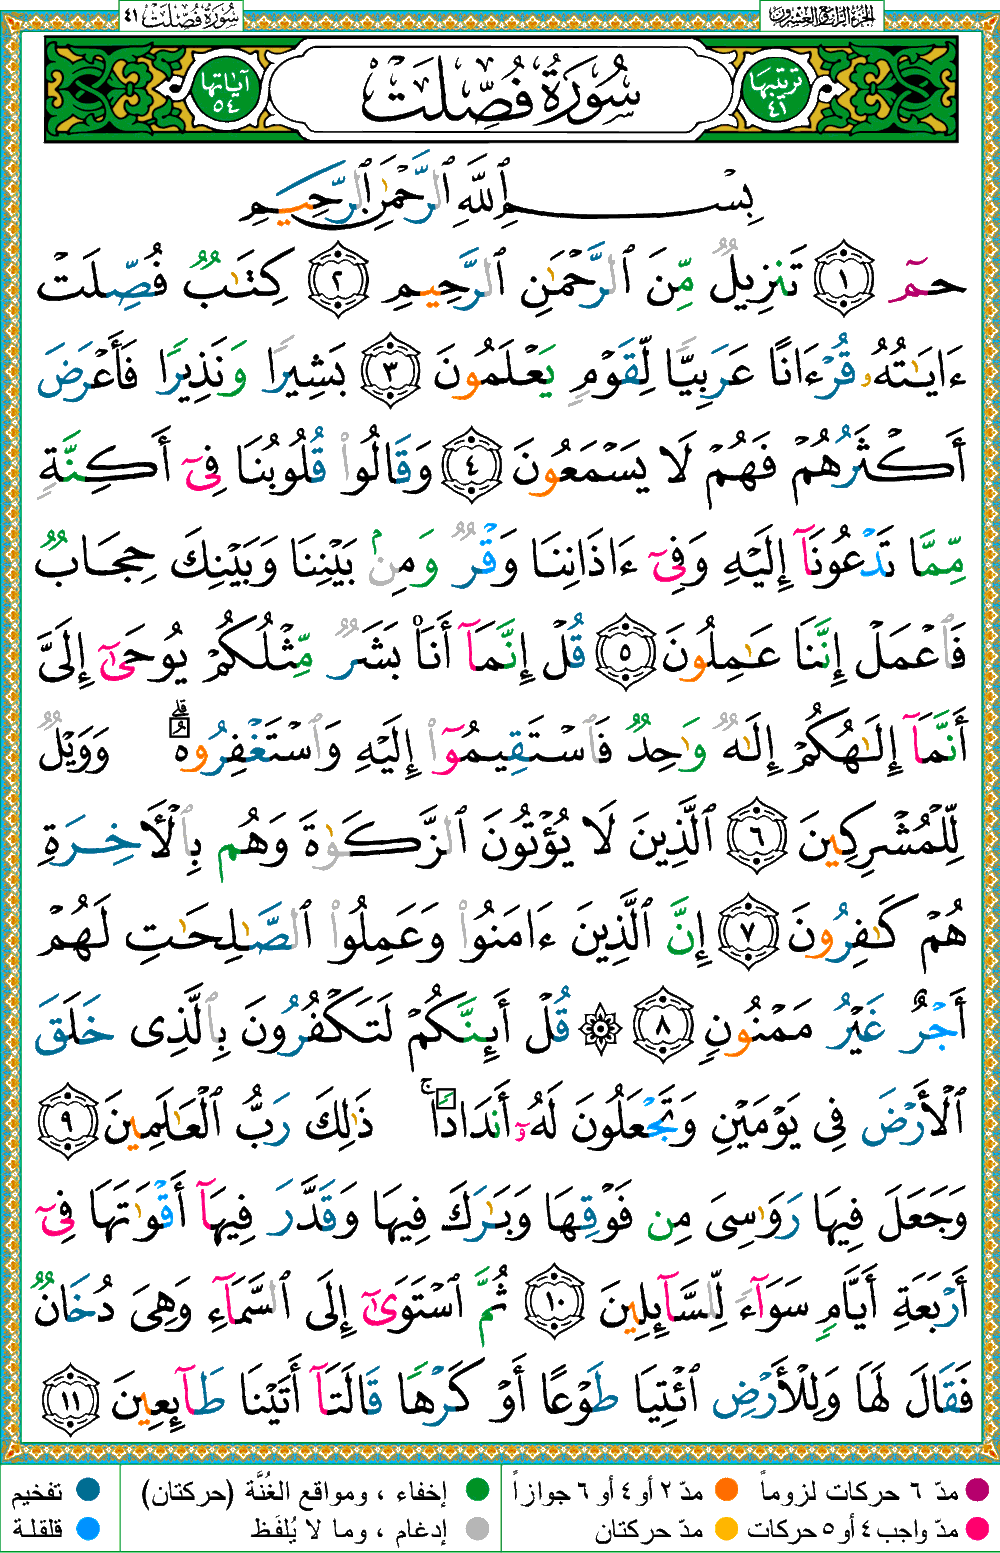 الجزء الرابع والعشرون
سُورَةُ فُصِّلَتْ ٤١
ترتيبها ٤١
سُورَةُ فُصِّلَتْ
آياتها ٥٤
بِسْمِ ٱللَّهِ ٱلرَّحْمَٰنِ ٱلرَّحِيمِ
حمٓ ١ تَنزِيلٌ مِّنَ ٱلرَّحْمَٰنِ ٱلرَّحِيمِ ٢ كِتَٰبٌ فُصِّلَتْ
ءَايَٰتُهُۥ قُرْءَانًا عَرَبِيًّا لِّقَوْمٍ يَعْلَمُونَ ٣ بَشِيرًا وَنَذِيرًا فَأَعْرَضَ
أَكْثَرُهُمْ فَهُمْ لَا يَسْمَعُونَ ٤ وَقَالُوا۟ قُلُوبُنَا فِىٓ أَكِنَّةٍ
مِّمَّا تَدْعُونَآ إِلَيْهِ وَفِىٓ ءَاذَانِنَا وَقْرٌ وَمِنۢ بَيْنِنَا وَبَيْنِكَ حِجَابٌ
فَٱعْمَلْ إِنَّنَا عَٰمِلُونَ ٥ قُلْ إِنَّمَآ أَنَا۠ بَشَرٌ مِّثْلُكُمْ يُوحَىٰٓ إِلَىَّ
أَنَّمَآ إِلَٰهُكُمْ إِلَٰهٌ وَٰحِدٌ فَٱسْتَقِيمُوٓا۟ إِلَيْهِ وَٱسْتَغْفِرُوهُ ۗ وَوَيْلٌ
لِّلْمُشْرِكِينَ ٦ ٱلَّذِينَ لَا يُؤْتُونَ ٱلزَّكَوٰةَ وَهُم بِٱلْأَخِرَةِ
هُمْ كَٰفِرُونَ ٧ إِنَّ ٱلَّذِينَ ءَامَنُوا۟ وَعَمِلُوا۟ ٱلصَّٰلِحَٰتِ لَهُمْ
أَجْرٌ غَيْرُ مَمْنُونٍ ٨ ۞ قُلْ أَئِنَّكُمْ لَتَكْفُرُونَ بِٱلَّذِى خَلَقَ
ٱلْأَرْضَ فِى يَوْمَيْنِ وَتَجْعَلُونَ لَهُۥٓ أَندَادًا ۚ ذَٰلِكَ رَبُّ ٱلْعَٰلَمِينَ ٩
وَجَعَلَ فِيهَا رَوَٰسِىَ مِن فَوْقِهَا وَبَٰرَكَ فِيهَا وَقَدَّرَ فِيهَآ أَقْوَٰتَهَا فِىٓ
أَرْبَعَةِ أَيَّامٍ سَوَآءً لِّلسَّآئِلِينَ ١٠ ثُمَّ ٱسْتَوَىٰٓ إِلَى ٱلسَّمَآءِ وَهِىَ دُخَانٌ
فَقَالَ لَهَا وَلِلْأَرْضِ ٱئْتِيَا طَوْعًا أَوْ كَرْهًا قَالَتَآ أَتَيْنَا طَآئِعِينَ ١١
مدّ ٦ حركات لزوماً مدّ ٢ أو ٤ أو ٦ جوازاً إخفاء ، ومواقع الغُنَّة (حركتان) تفخيم
مدّ واجب ٤ أو ٥ حركات مدّ حركتان إدغام ، وما لا يُلفَظ قلقلة